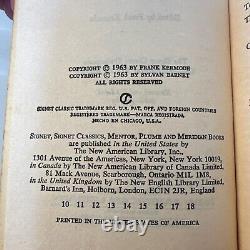 Edited by Frank Kermode
COPYRIGHT © 1963 BY FRANK KERMODE
COPYRIGHT © 1963 BY SYLVAN BARNET
SIGNET CLASSIC TRADEMARK REG. U.S. PAT. OFF. AND FOREIGN COUNTRIES
REGISTERED TRADEMARK—MARCA REGISTRADA
HECHO EN CHICAGO, U.S.A.
SIGNET, SIGNET CLASSICS, MENTOR, PLUME AND MERIDIAN BOOKS
are published in the United States by
The New American Library, Inc.,
1301 Avenue of the Americas, New York, New York 10019,
in Canada by The New American Library of Canada Limited,
81 Mack Avenue, Scarborough, Ontario M1L 1M8,
in the United Kingdom by The New English Library Limited,
Barnard's Inn, Holborn, London, EC1N 2JR, England
10 11 12 13 14 15 16 17 18
PRINTED IN THE UNITED STATES OF AMERICA